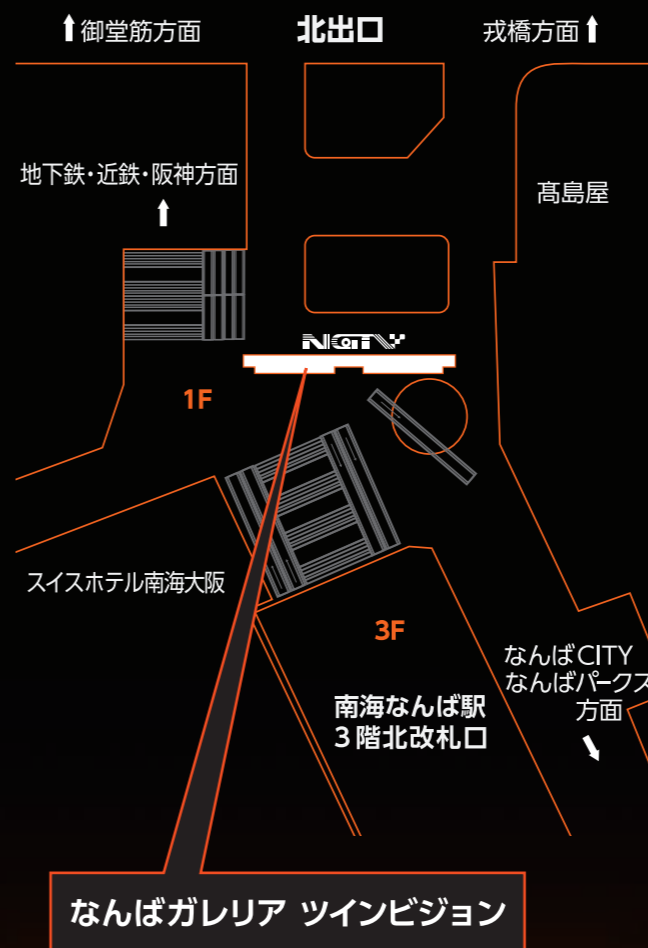 御堂筋方面
北出口
戎橋方面
地下鉄・近鉄・阪神方面
髙島屋
NGTV
1F
スイスホテル南海大阪
3F
なんばCITY
なんばパークス
方面
南海なんば駅
3階北改札口
なんばガレリア ツインビジョン